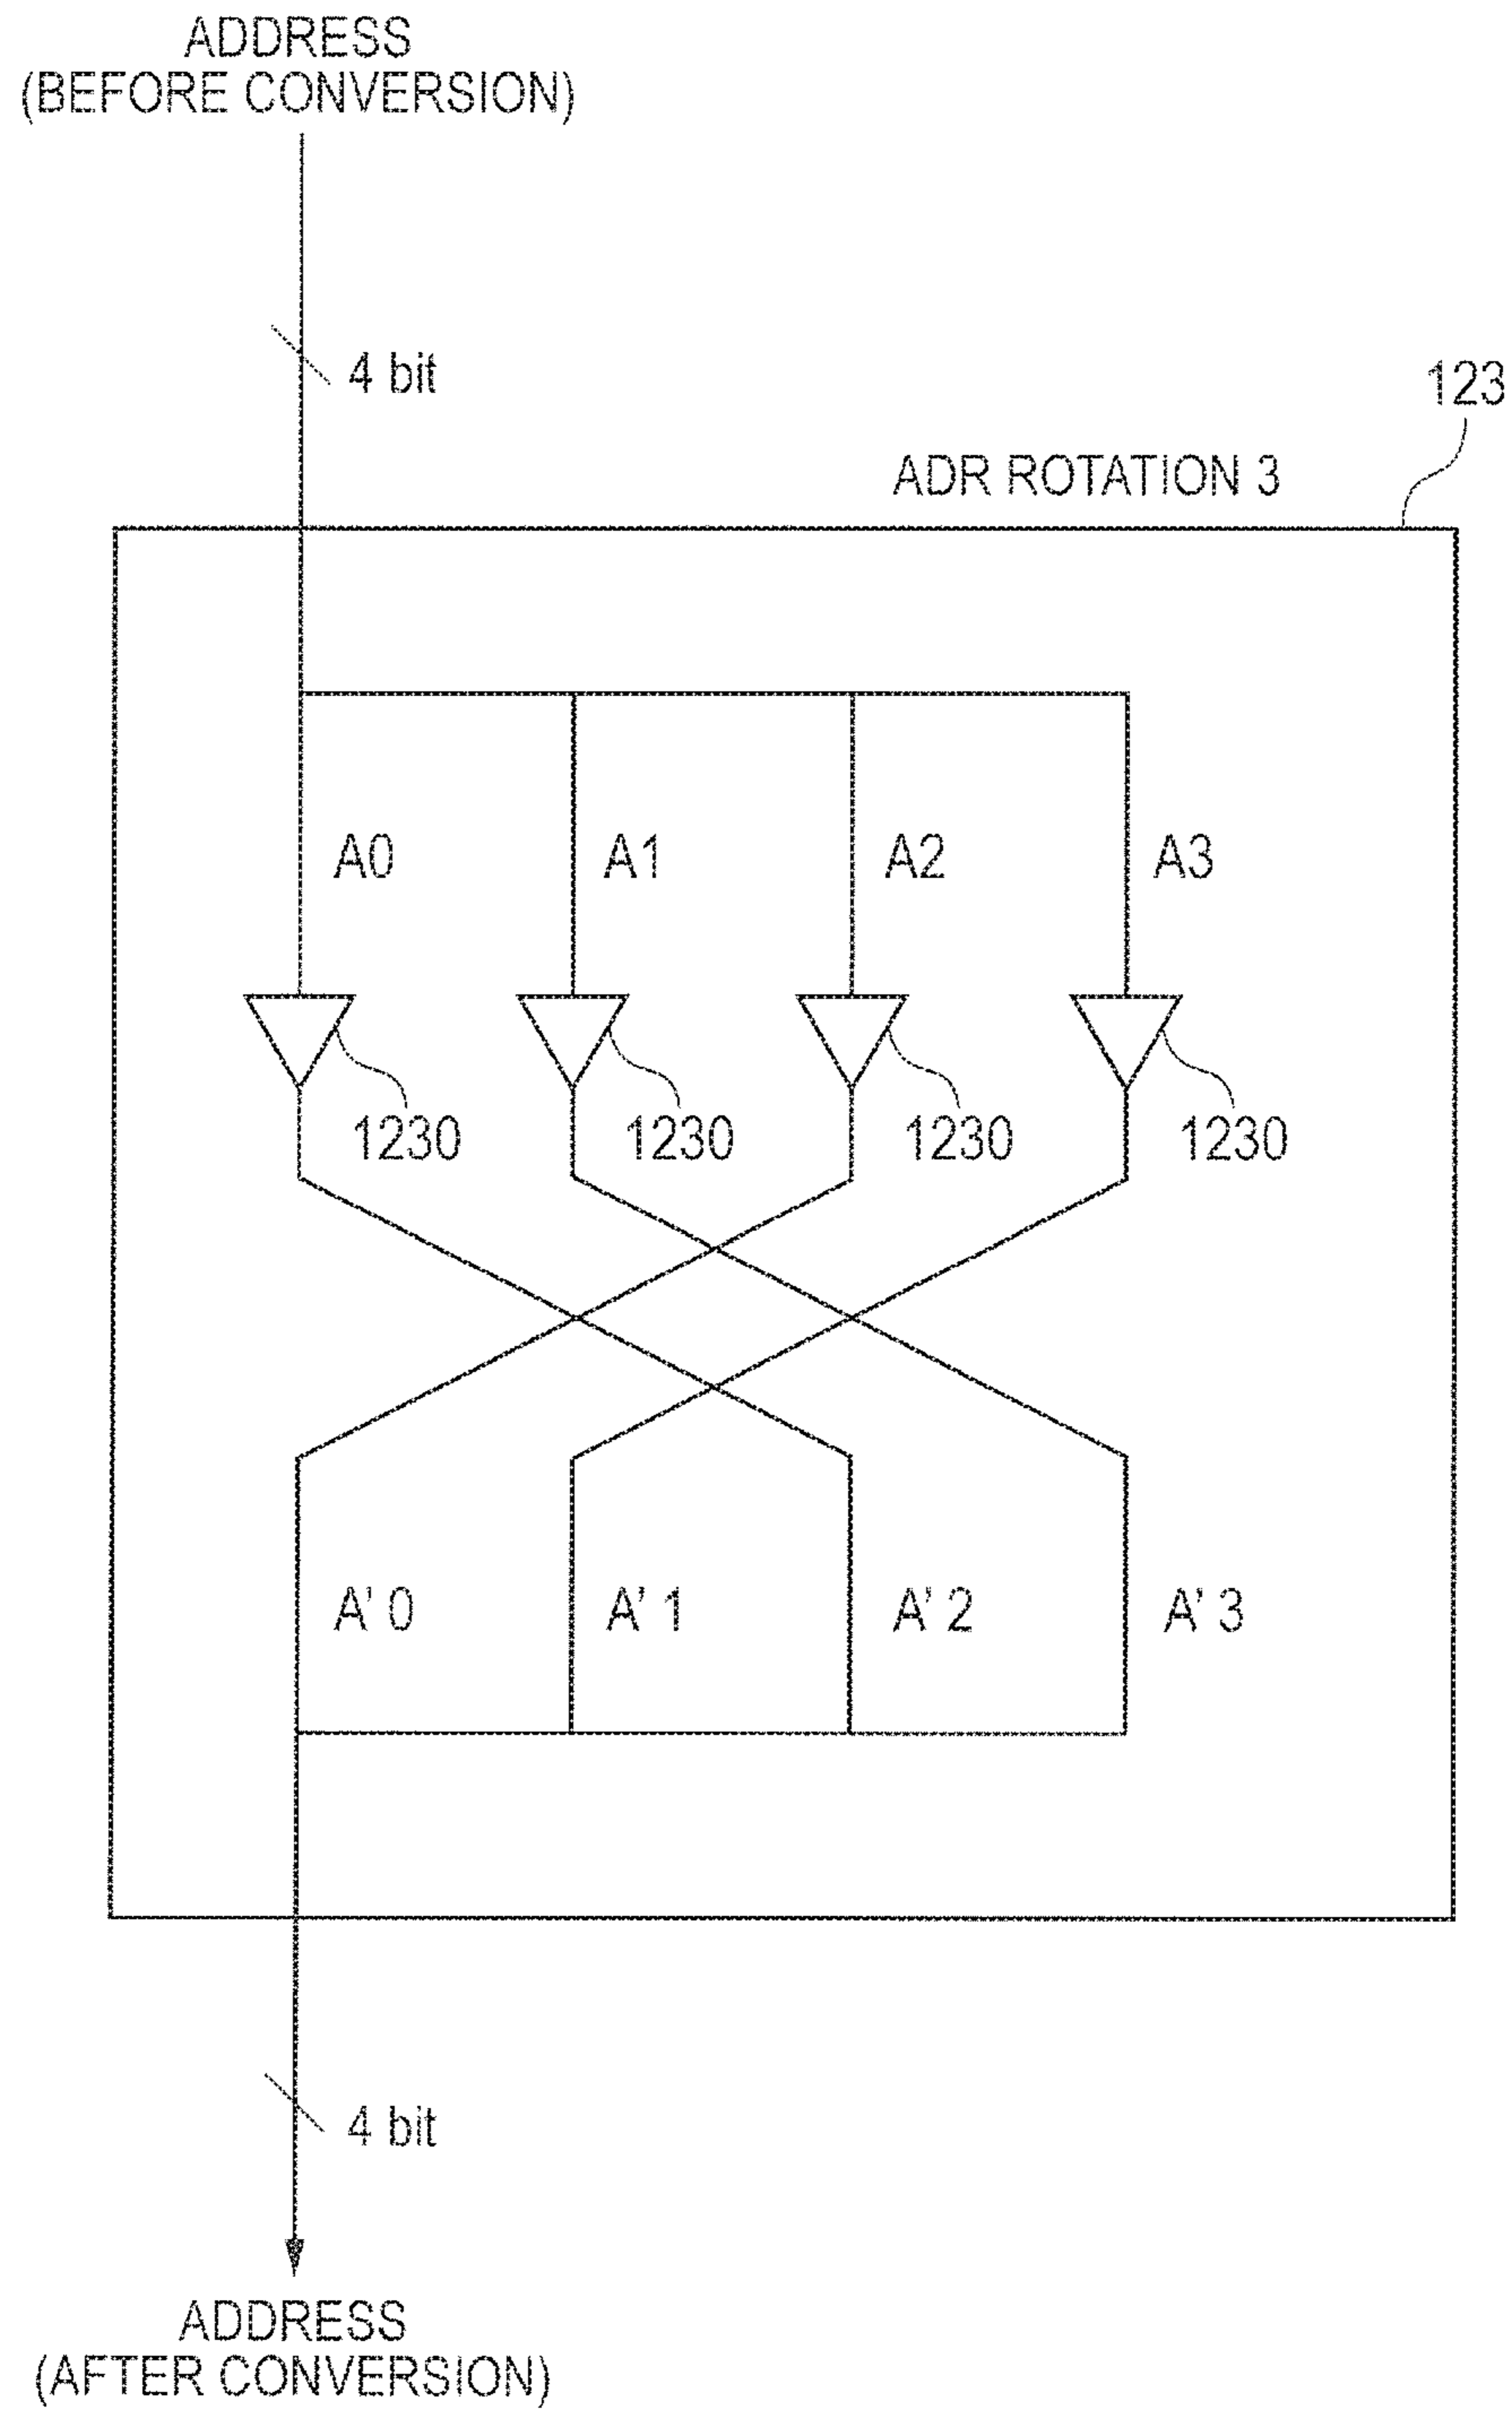 ADDRESS
(BEFORE CONVERSION)
4 bit
123
ADR ROTATION 3
A0 A1 A2 A3
1230 1230 1230 1230
A' 0 A' 1 A' 2 A' 3
4 bit
ADDRESS
(AFTER CONVERSION)